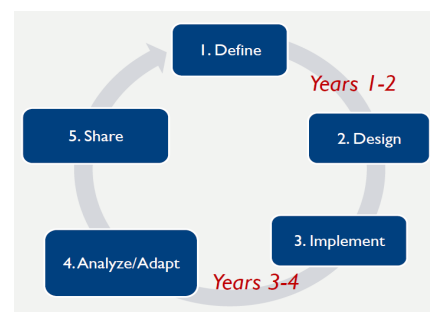 1. Define
Years 1-2
2. Design
3. Implement
Years 3-4
4. Analyze/Adapt
5. Share